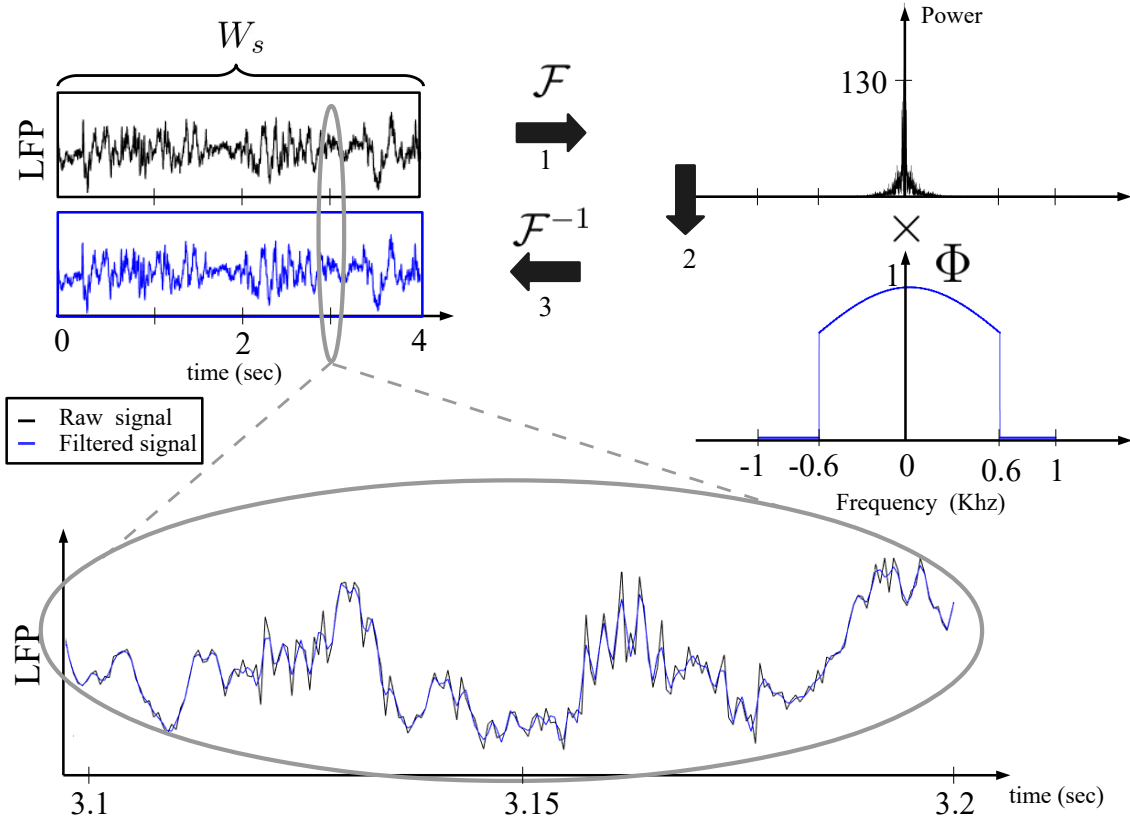 W_s
LFP
0 2 4
time (sec)
Raw signal
Filtered signal
ℱ
1
ℱ⁻¹
3
2
Power
130
×
1 Φ
-1 -0.6 0 0.6 1
Frequency (Khz)
LFP
3.1 3.15 3.2
time (sec)